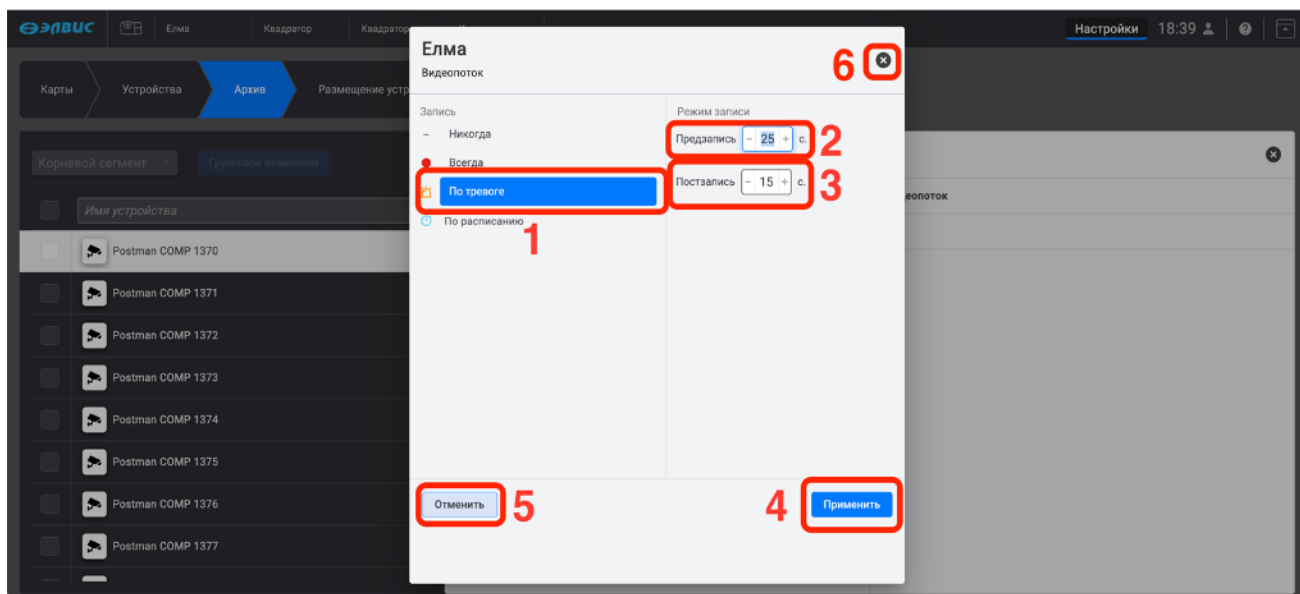 ЭЛВИС
Елма
Квадратор
Квадратор
Настройки
18:39
Карты
Устройства
Архив
Размещение устр
Корневой сегмент
Групповое изменение
Имя устройства
Postman COMP 1370
Postman COMP 1371
Postman COMP 1372
Postman COMP 1373
Postman COMP 1374
Postman COMP 1375
Postman COMP 1376
Postman COMP 1377
Елма
Видеопоток
6
Запись
– Никогда
Всегда
По тревоге
По расписанию
1
Режим записи
Предзапись - 25 + с.
2
Постзапись - 15 + с.
3
Отменить
5
4
Применить
еопоток